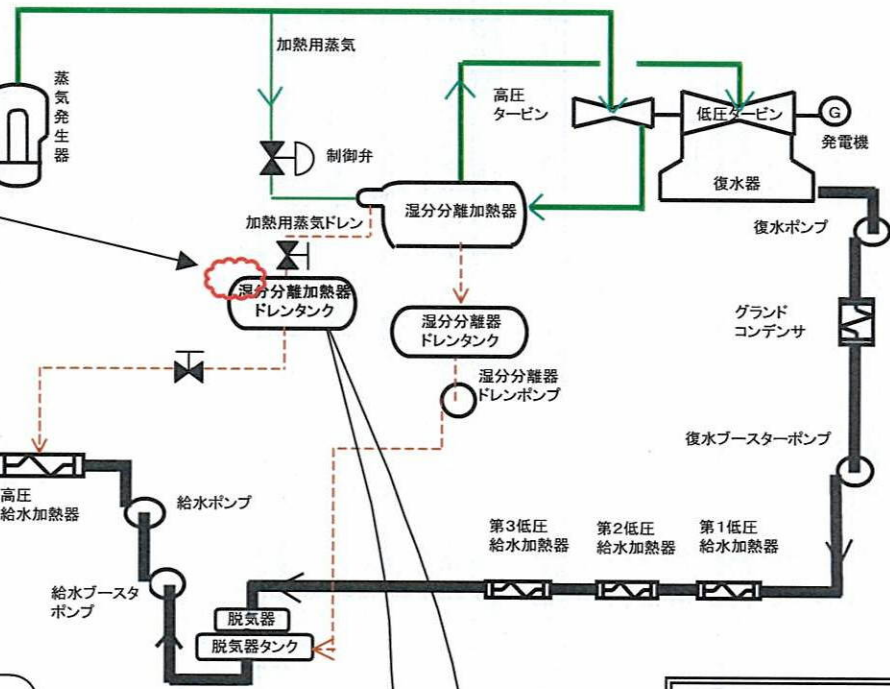 加熱用蒸気
蒸気発生器
高圧
タービン
低圧タービン
G
発電機
制御弁
湿分分離加熱器
復水器
加熱用蒸気ドレン
復水ポンプ
湿分分離加熱器
ドレンタンク
湿分分離器
ドレンタンク
グランド
コンデンサ
湿分分離器
ドレンポンプ
復水ブースターポンプ
高圧
給水加熱器
給水ポンプ
第3低圧
給水加熱器
第2低圧
給水加熱器
第1低圧
給水加熱器
給水ブースタ
ポンプ
脱気器
脱気器タンク